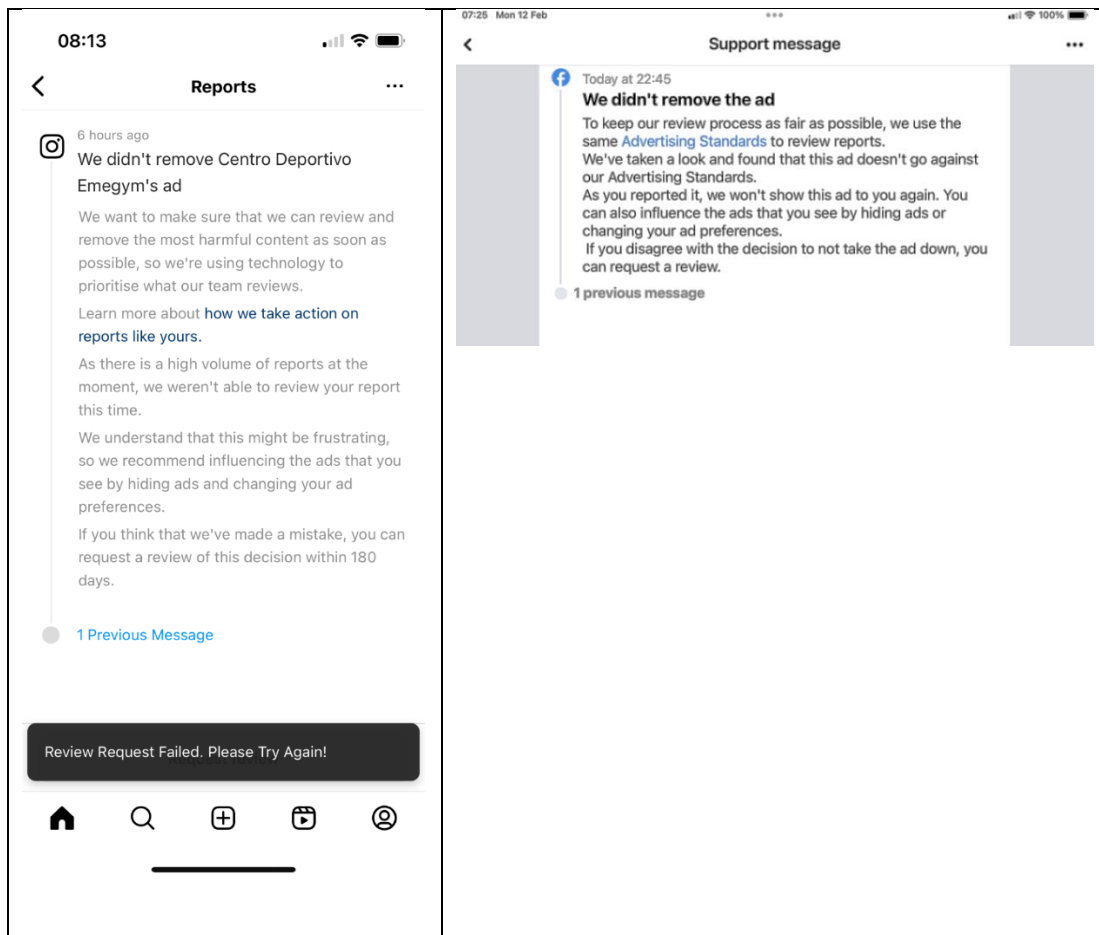 08:13
Reports
...
6 hours ago
We didn't remove Centro Deportivo
Emegym's ad
We want to make sure that we can review and
remove the most harmful content as soon as
possible, so we're using technology to
prioritise what our team reviews.
Learn more about how we take action on
reports like yours.
As there is a high volume of reports at the
moment, we weren't able to review your report
this time.
We understand that this might be frustrating,
so we recommend influencing the ads that you
see by hiding ads and changing your ad
preferences.
If you think that we've made a mistake, you can
request a review of this decision within 180
days.
1 Previous Message
Review Request Failed. Please Try Again!
07:25 Mon 12 Feb
...
100%
Support message
...
Today at 22:45
We didn't remove the ad
To keep our review process as fair as possible, we use the
same Advertising Standards to review reports.
We've taken a look and found that this ad doesn't go against
our Advertising Standards.
As you reported it, we won't show this ad to you again. You
can also influence the ads that you see by hiding ads or
changing your ad preferences.
If you disagree with the decision to not take the ad down, you
can request a review.
1 previous message